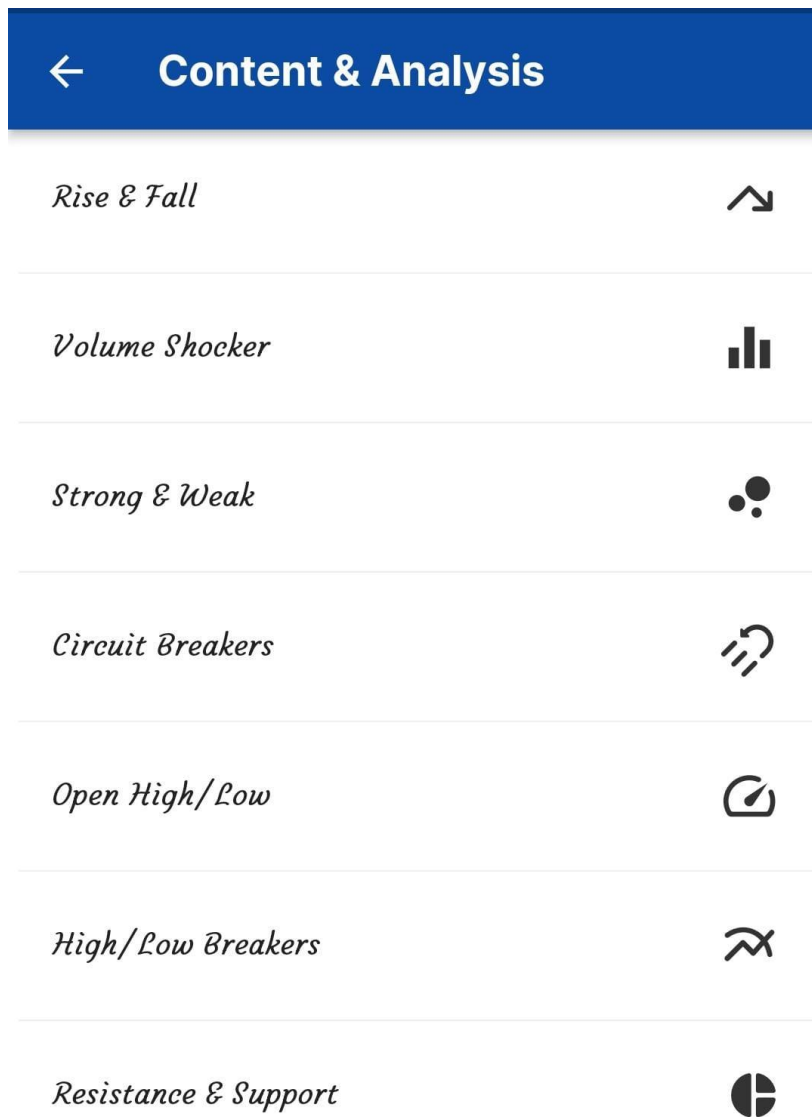 Content & Analysis
Rise & Fall
Volume Shocker
Strong & Weak
Circuit Breakers
Open High/Low
High/Low Breakers
Resistance & Support